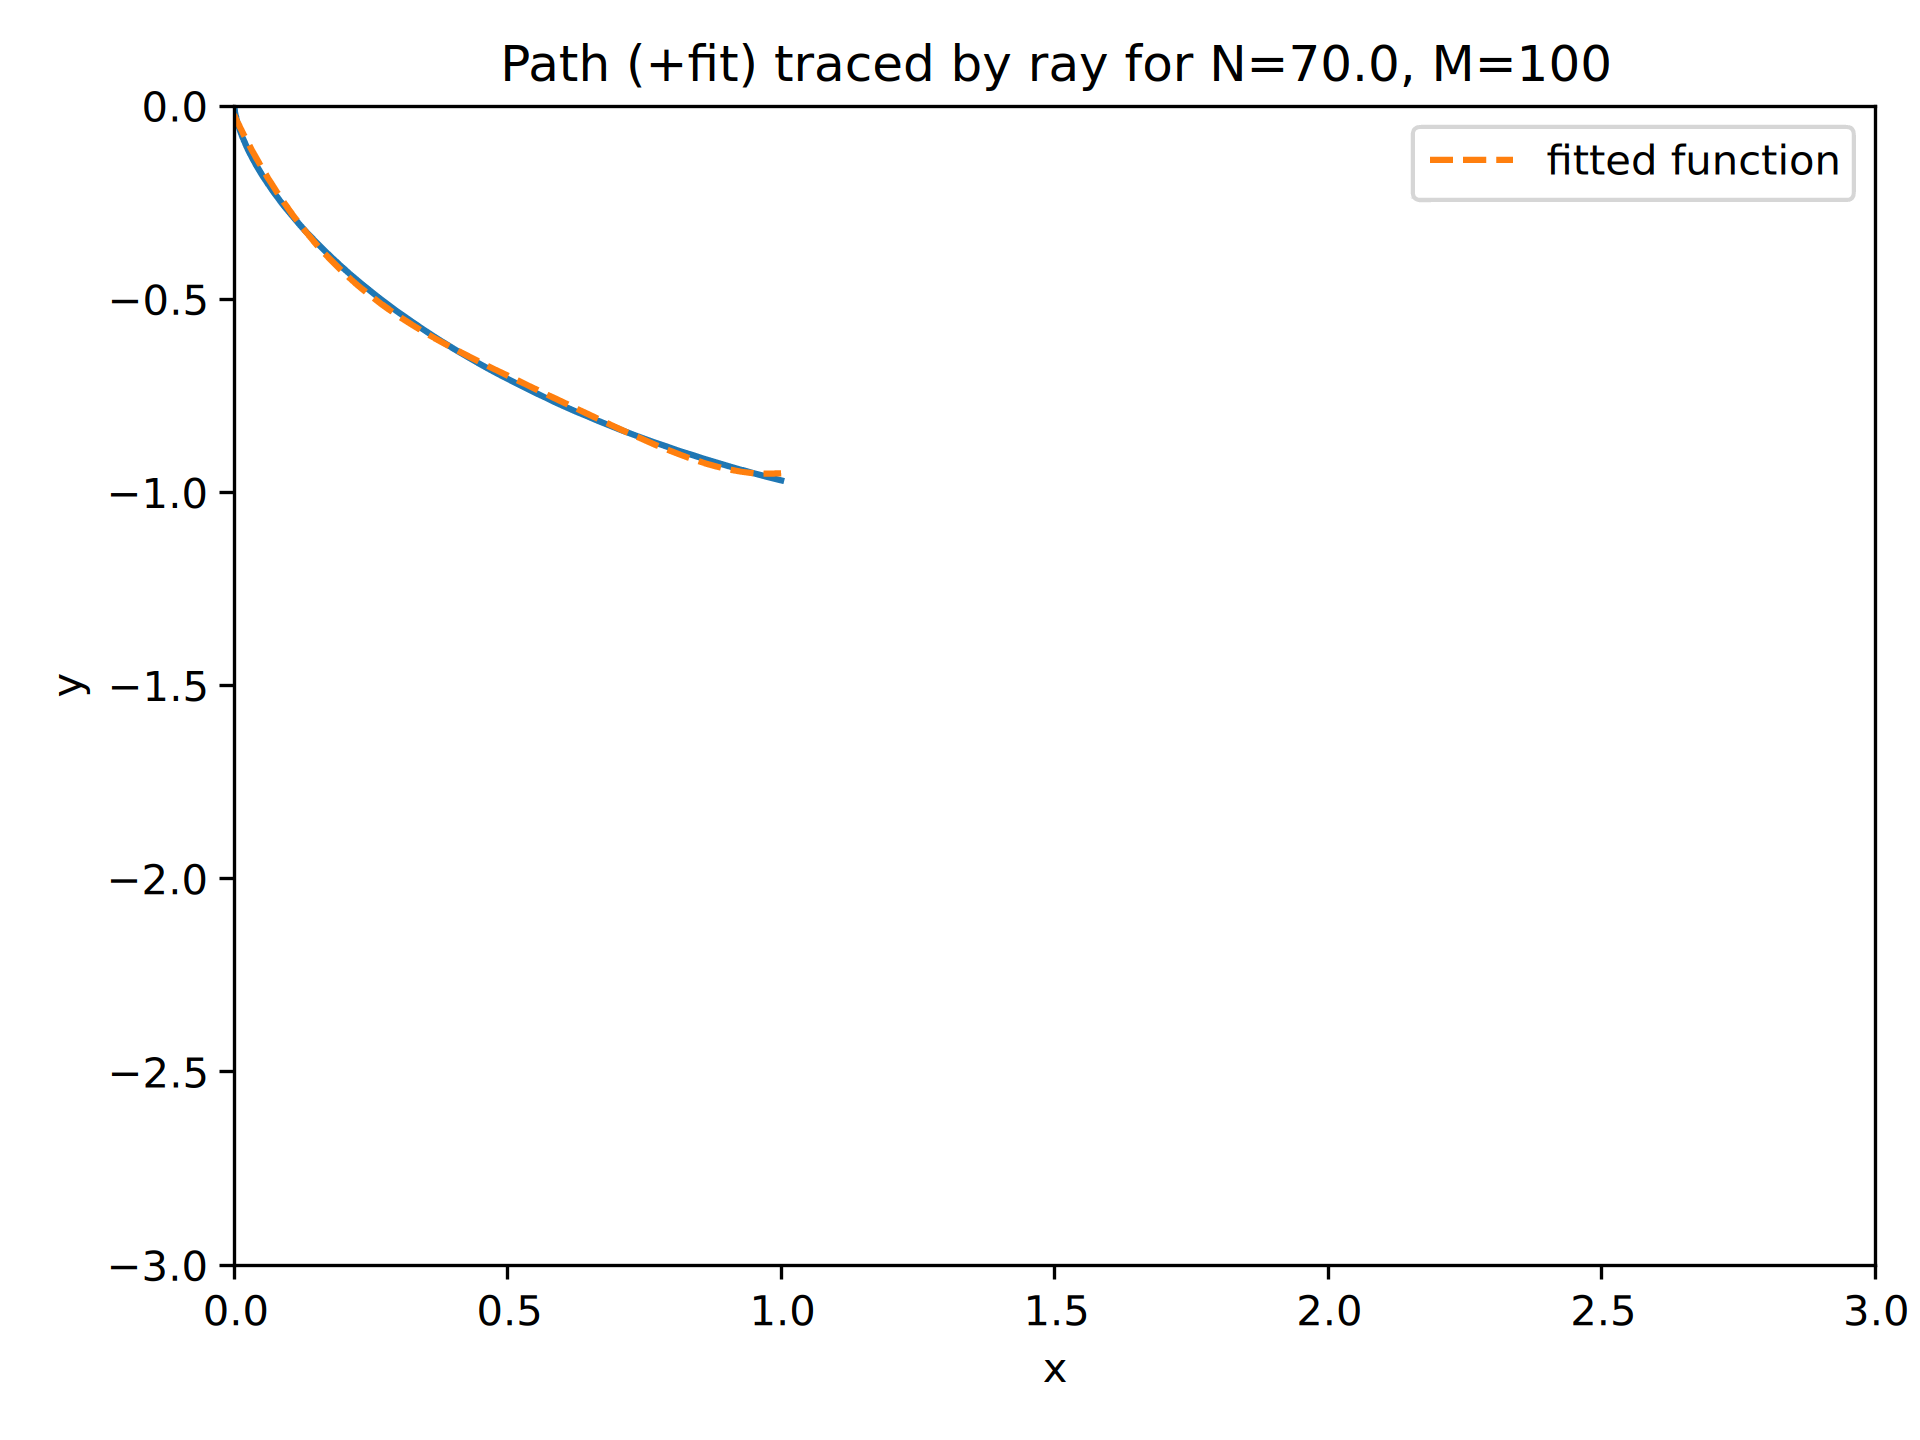 Path (+fit) traced by ray for N=70.0, M=100
fitted function
0.0
−0.5
−1.0
−1.5
−2.0
−2.5
−3.0
y
0.0 0.5 1.0 1.5 2.0 2.5 3.0
x